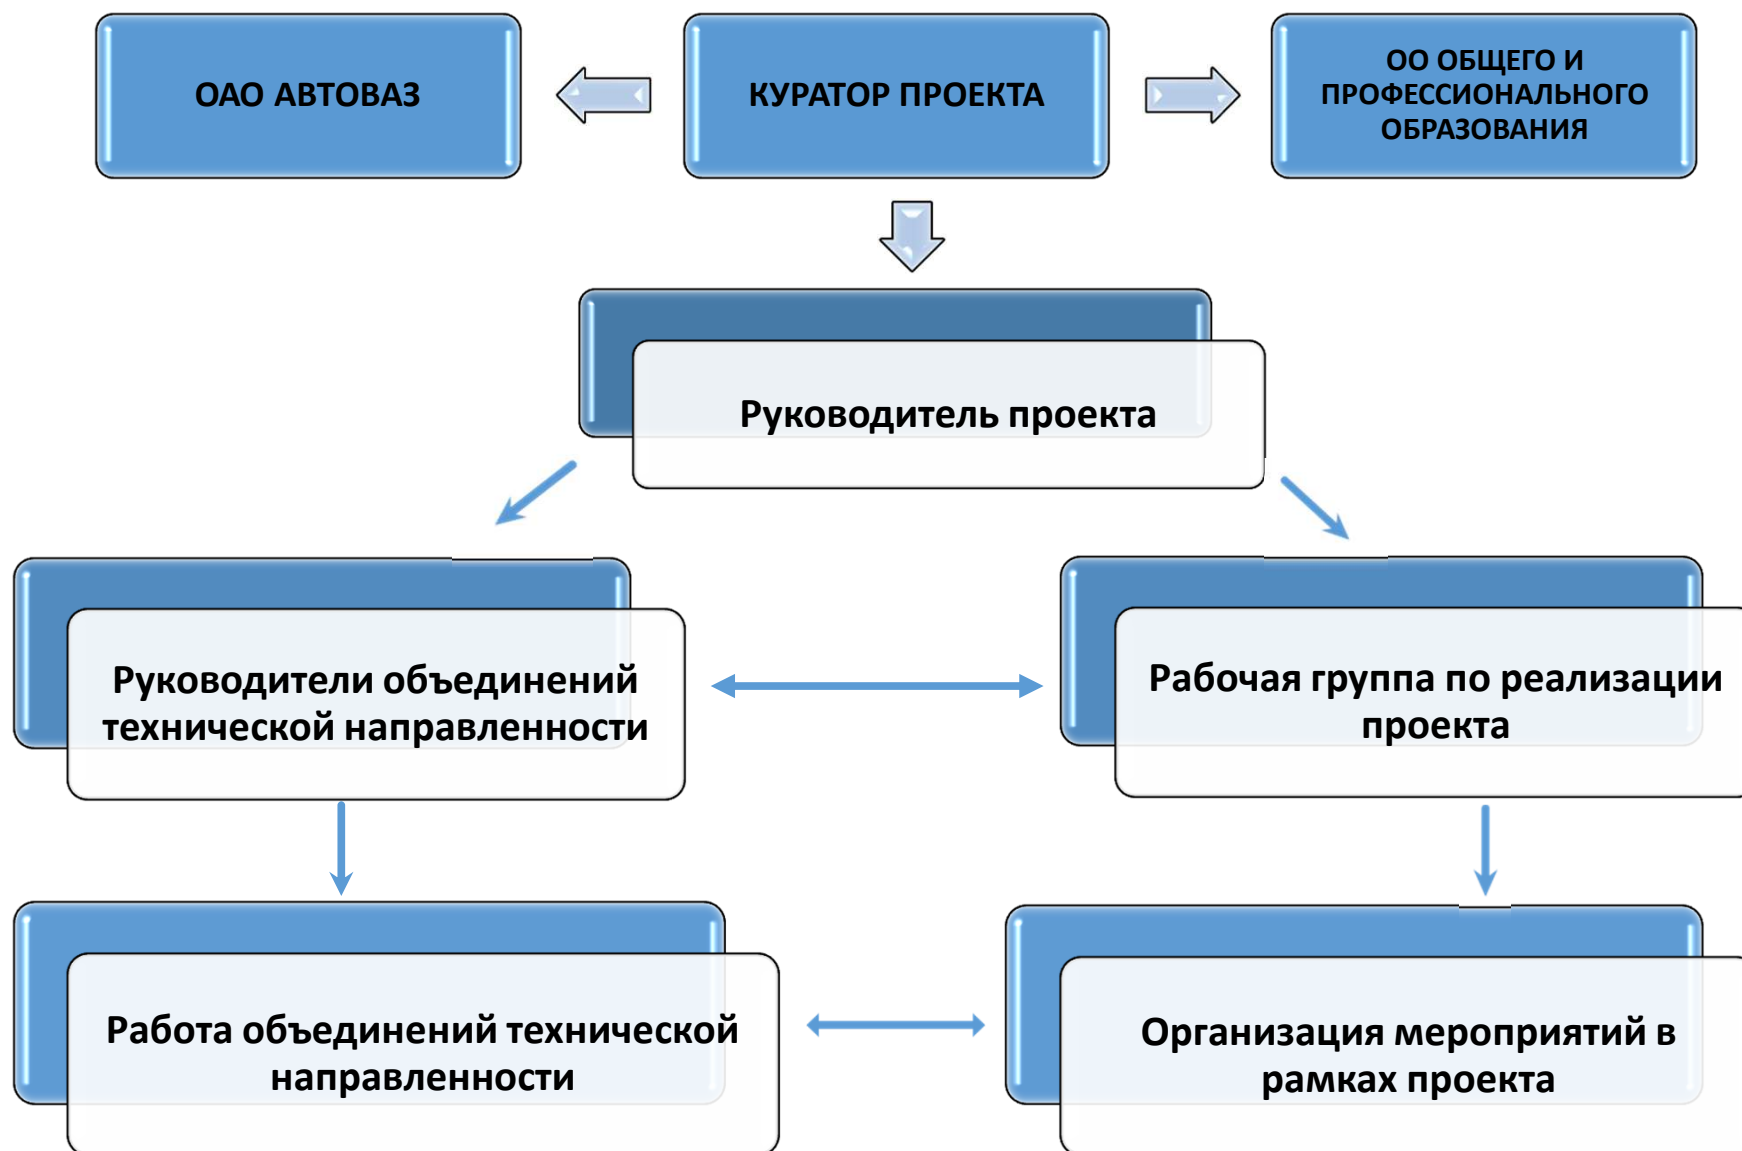 ОАО АВТОВАЗ
КУРАТОР ПРОЕКТА
ОО ОБЩЕГО И
ПРОФЕССИОНАЛЬНОГО
ОБРАЗОВАНИЯ
Руководитель проекта
Руководители объединений
технической направленности
Рабочая группа по реализации
проекта
Работа объединений технической
направленности
Организация мероприятий в
рамках проекта